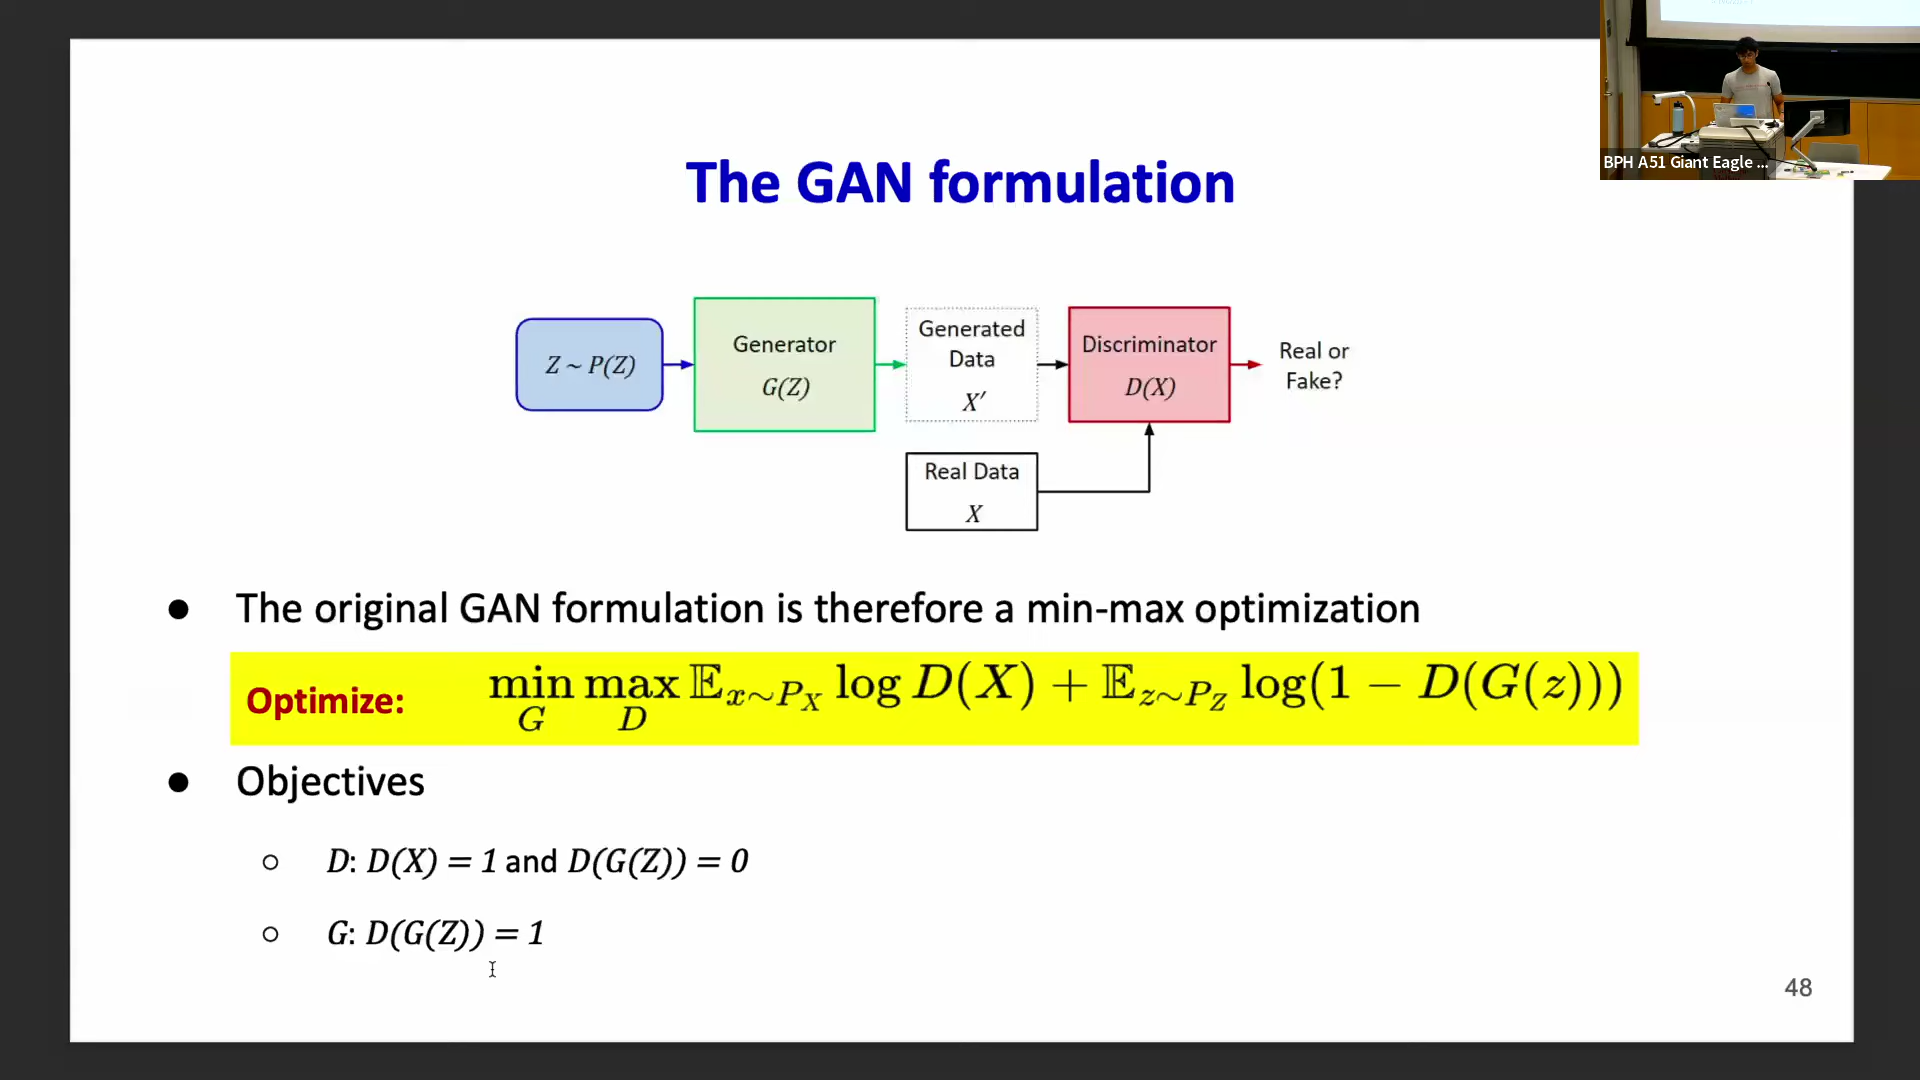 BPH A51 Giant Eagle ...
The GAN formulation
Z ~ P(Z)
Generator
G(Z)
Generated
Data
X′
Discriminator
D(X)
Real or
Fake?
Real Data
X
● The original GAN formulation is therefore a min-max optimization
Optimize: min_G max_D 𝔼_{x∼P_X} log D(X) + 𝔼_{z∼P_Z} log(1 − D(G(z)))
● Objectives
○ D: D(X) = 1 and D(G(Z)) = 0
○ G: D(G(Z)) = 1
48